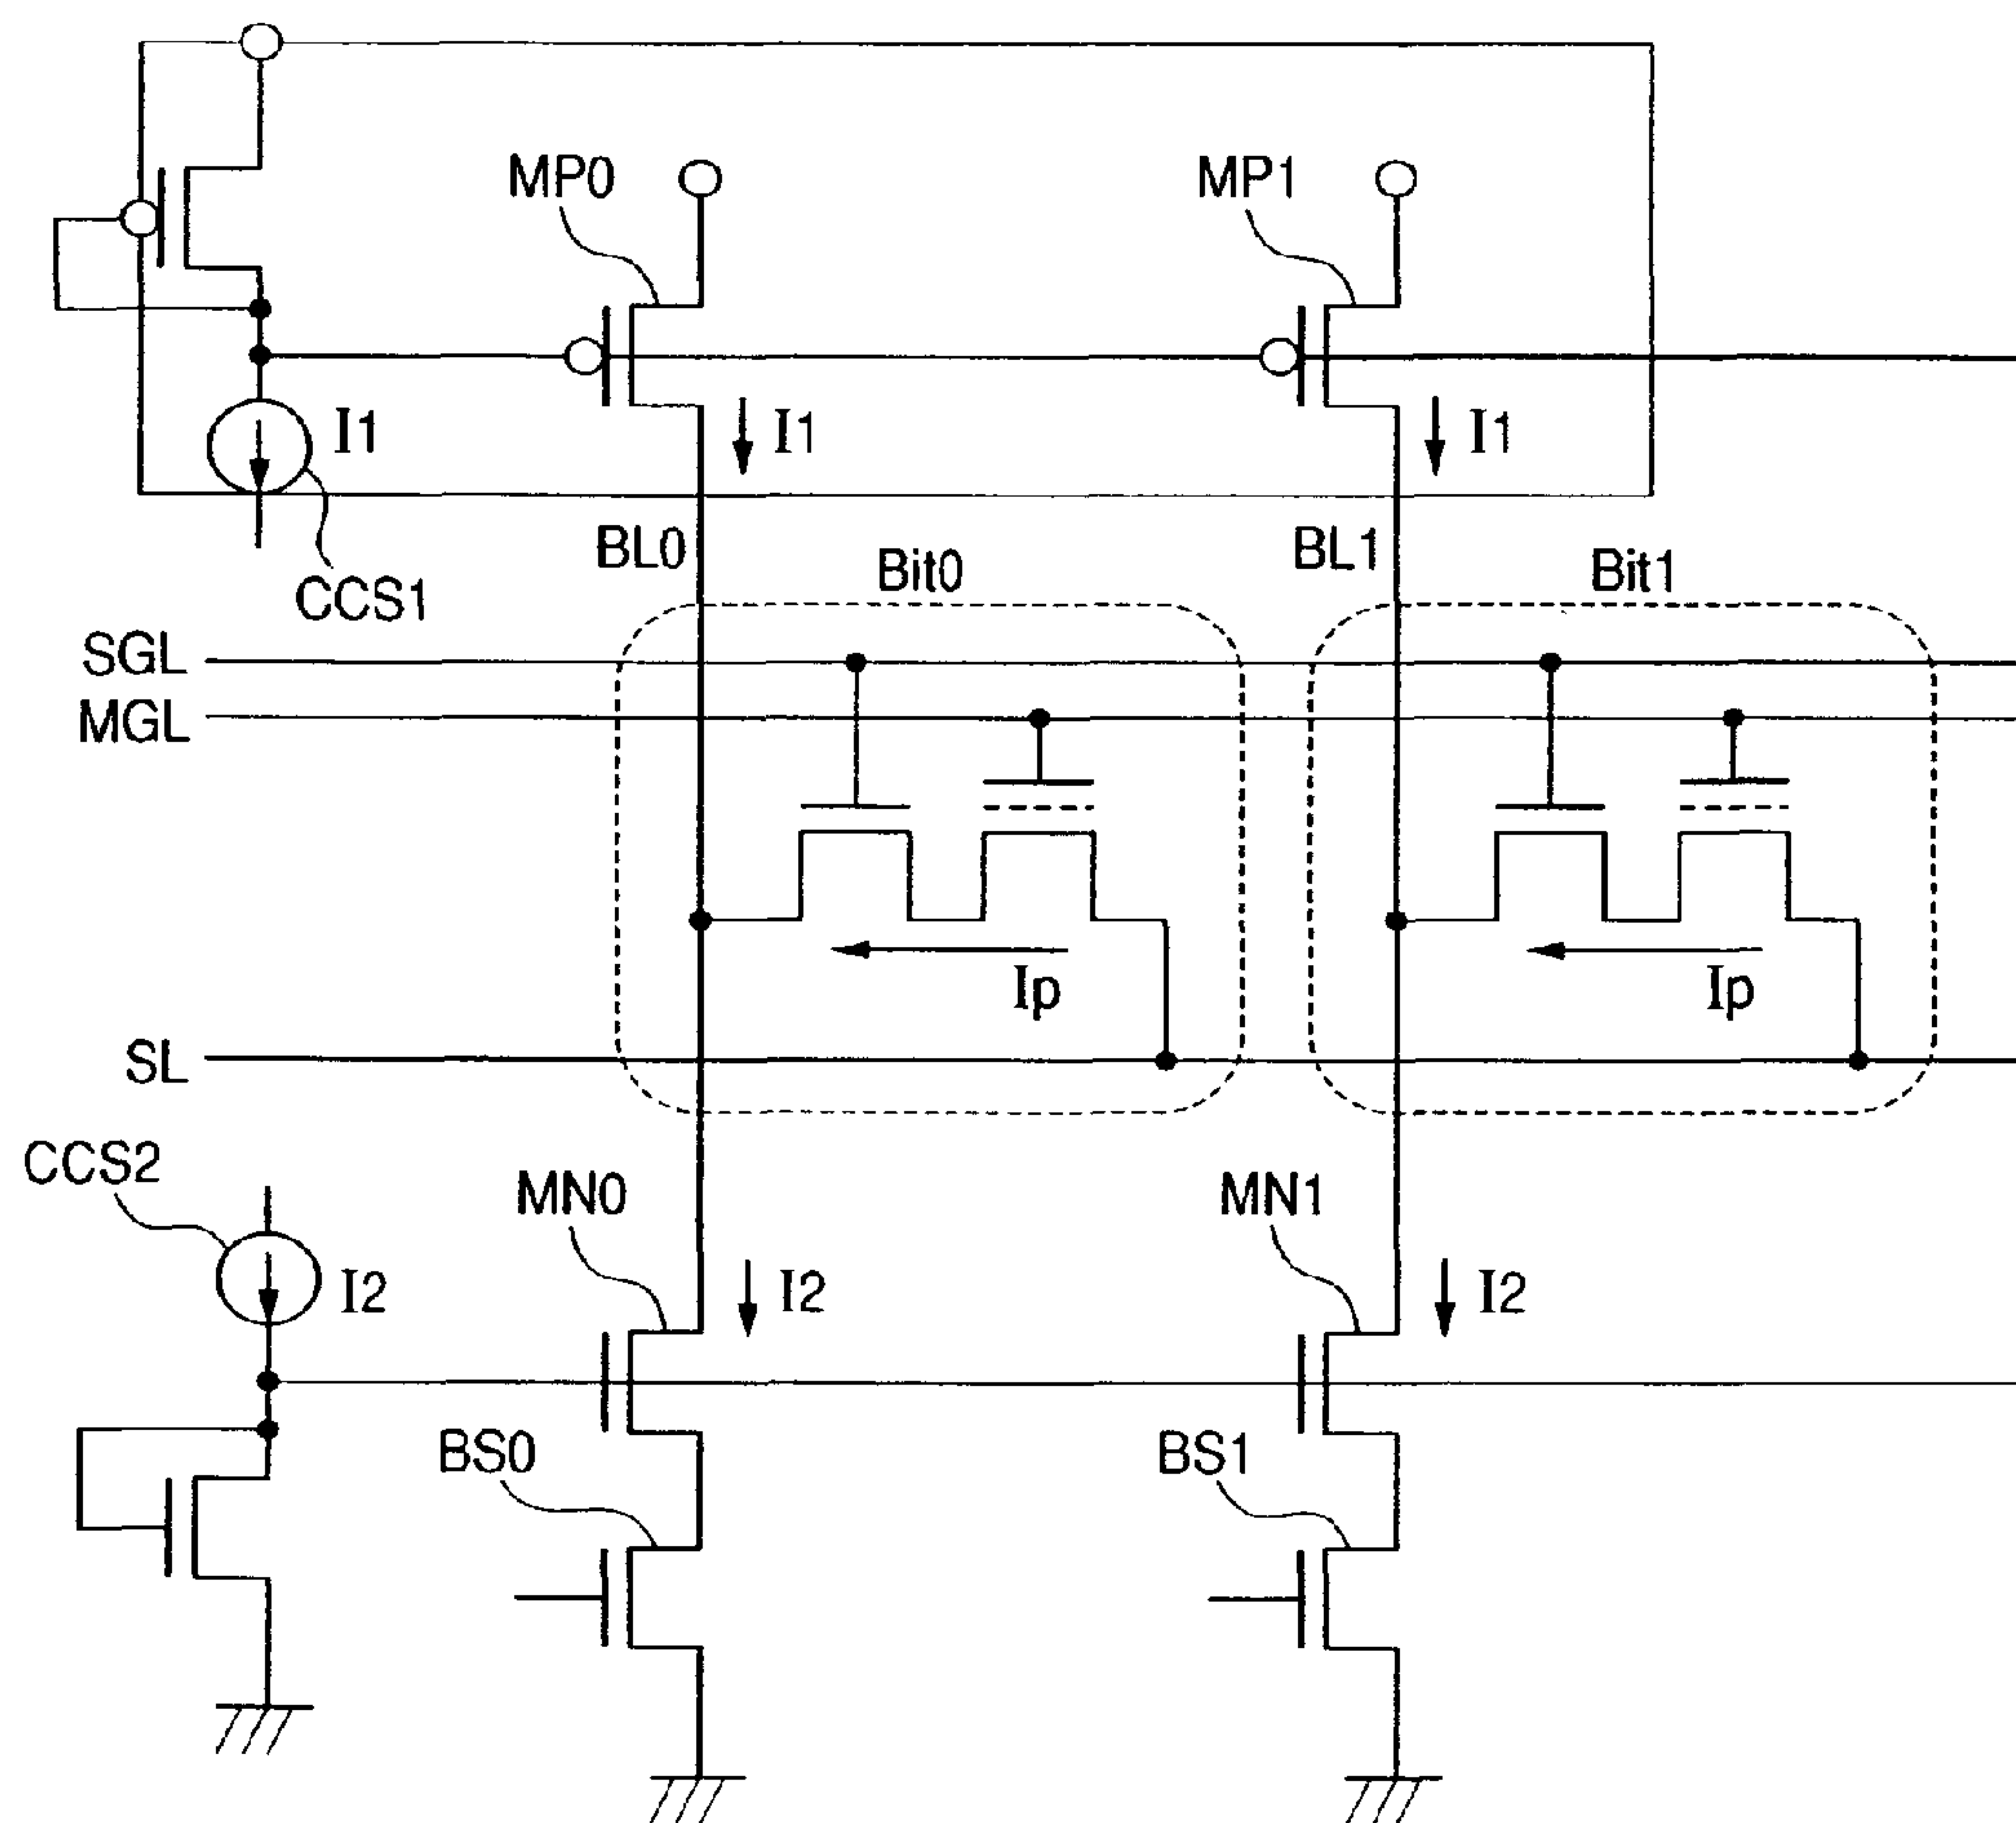 MP0
MP1
I1
I1
I1
CCS1
BL0
BL1
Bit0
Bit1
SGL
MGL
Ip
Ip
SL
CCS2
MN0
MN1
I2
I2
I2
BS0
BS1